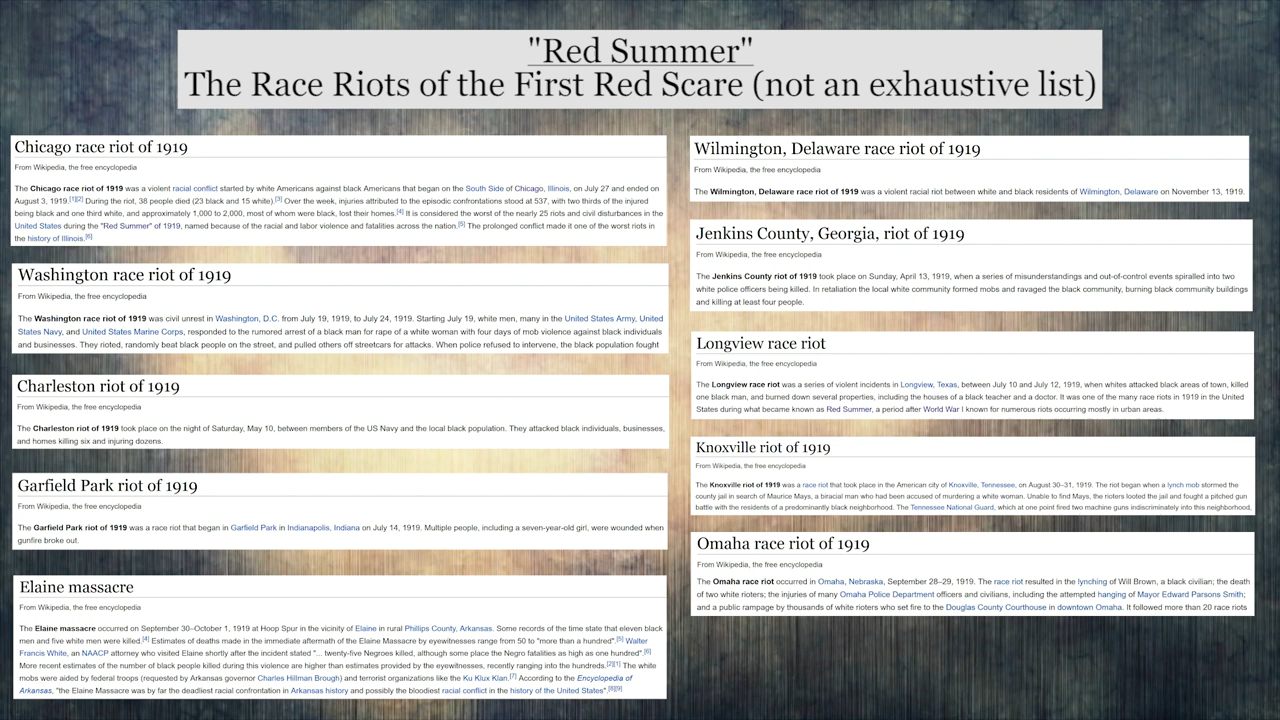 "Red Summer"
The Race Riots of the First Red Scare (not an exhaustive list)
Chicago race riot of 1919
From Wikipedia, the free encyclopedia
The Chicago race riot of 1919 was a violent racial conflict started by white Americans against black Americans that began on the South Side of Chicago, Illinois, on July 27 and ended on
August 3, 1919.[1][2] During the riot, 38 people died (23 black and 15 white).[3] Over the week, injuries attributed to the episodic confrontations stood at 537, with two thirds of the injured
being black and one third white, and approximately 1,000 to 2,000, most of whom were black, lost their homes.[4] It is considered the worst of the nearly 25 riots and civil disturbances in the
United States during the "Red Summer" of 1919, named because of the racial and labor violence and fatalities across the nation.[5] The prolonged conflict made it one of the worst riots in
the history of Illinois.[6]
Washington race riot of 1919
From Wikipedia, the free encyclopedia
The Washington race riot of 1919 was civil unrest in Washington, D.C. from July 19, 1919, to July 24, 1919. Starting July 19, white men, many in the United States Army, United
States Navy, and United States Marine Corps, responded to the rumored arrest of a black man for rape of a white woman with four days of mob violence against black individuals
and businesses. They rioted, randomly beat black people on the street, and pulled others off streetcars for attacks. When police refused to intervene, the black population fought
Charleston riot of 1919
From Wikipedia, the free encyclopedia
The Charleston riot of 1919 took place on the night of Saturday, May 10, between members of the US Navy and the local black population. They attacked black individuals, businesses,
and homes killing six and injuring dozens.
Garfield Park riot of 1919
From Wikipedia, the free encyclopedia
The Garfield Park riot of 1919 was a race riot that began in Garfield Park in Indianapolis, Indiana on July 14, 1919. Multiple people, including a seven-year-old girl, were wounded when
gunfire broke out.
Elaine massacre
From Wikipedia, the free encyclopedia
The Elaine massacre occurred on September 30–October 1, 1919 at Hoop Spur in the vicinity of Elaine in rural Phillips County, Arkansas. Some records of the time state that eleven black
men and five white men were killed.[4] Estimates of deaths made in the immediate aftermath of the Elaine Massacre by eyewitnesses range from 50 to "more than a hundred".[5] Walter
Francis White, an NAACP attorney who visited Elaine shortly after the incident stated "... twenty-five Negroes killed, although some place the Negro fatalities as high as one hundred".[6]
More recent estimates of the number of black people killed during this violence are higher than estimates provided by the eyewitnesses, recently ranging into the hundreds.[2][1] The white
mobs were aided by federal troops (requested by Arkansas governor Charles Hillman Brough) and terrorist organizations like the Ku Klux Klan.[7] According to the Encyclopedia of
Arkansas, "the Elaine Massacre was by far the deadliest racial confrontation in Arkansas history and possibly the bloodiest racial conflict in the history of the United States".[8][9]
Wilmington, Delaware race riot of 1919
From Wikipedia, the free encyclopedia
The Wilmington, Delaware race riot of 1919 was a violent racial riot between white and black residents of Wilmington, Delaware on November 13, 1919.
Jenkins County, Georgia, riot of 1919
From Wikipedia, the free encyclopedia
The Jenkins County riot of 1919 took place on Sunday, April 13, 1919, when a series of misunderstandings and out-of-control events spiralled into two
white police officers being killed. In retaliation the local white community formed mobs and ravaged the black community, burning black community buildings
and killing at least four people.
Longview race riot
From Wikipedia, the free encyclopedia
The Longview race riot was a series of violent incidents in Longview, Texas, between July 10 and July 12, 1919, when whites attacked black areas of town, killed
one black man, and burned down several properties, including the houses of a black teacher and a doctor. It was one of the many race riots in 1919 in the United
States during what became known as Red Summer, a period after World War I known for numerous riots occurring mostly in urban areas.
Knoxville riot of 1919
From Wikipedia, the free encyclopedia
The Knoxville riot of 1919 was a race riot that took place in the American city of Knoxville, Tennessee, on August 30–31, 1919. The riot began when a lynch mob stormed the
county jail in search of Maurice Mays, a biracial man who had been accused of murdering a white woman. Unable to find Mays, the rioters looted the jail and fought a pitched gun
battle with the residents of a predominantly black neighborhood. The Tennessee National Guard, which at one point fired two machine guns indiscriminately into this neighborhood,
Omaha race riot of 1919
From Wikipedia, the free encyclopedia
The Omaha race riot occurred in Omaha, Nebraska, September 28–29, 1919. The race riot resulted in the lynching of Will Brown, a black civilian; the death
of two white rioters; the injuries of many Omaha Police Department officers and civilians, including the attempted hanging of Mayor Edward Parsons Smith;
and a public rampage by thousands of white rioters who set fire to the Douglas County Courthouse in downtown Omaha. It followed more than 20 race riots